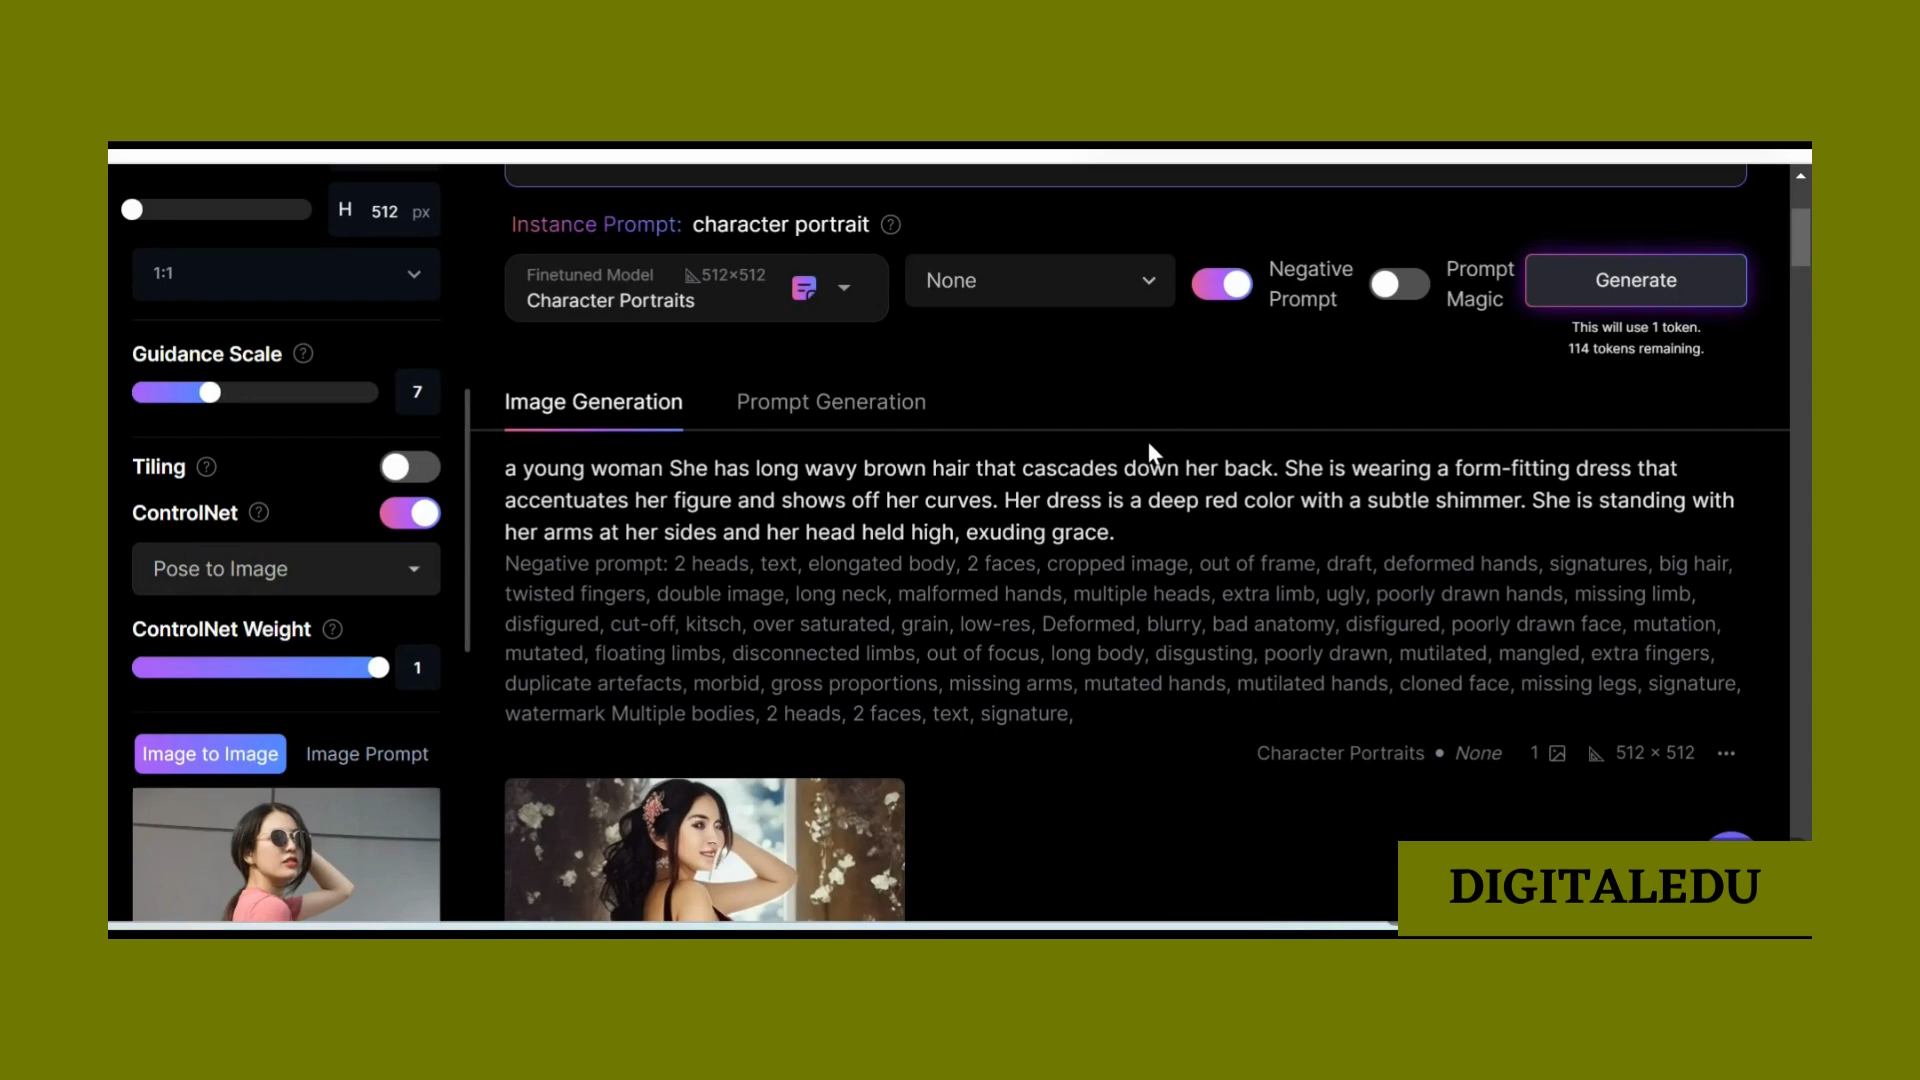 H 512 px
1:1
Guidance Scale
7
Tiling
ControlNet
Pose to Image
ControlNet Weight
1
Image to Image Image Prompt
Instance Prompt: character portrait
Finetuned Model 512×512
Character Portraits
None
Negative
Prompt
Prompt
Magic
Generate
This will use 1 token.
114 tokens remaining.
Image Generation Prompt Generation
a young woman She has long wavy brown hair that cascades down her back. She is wearing a form-fitting dress that
accentuates her figure and shows off her curves. Her dress is a deep red color with a subtle shimmer. She is standing with
her arms at her sides and her head held high, exuding grace.
Negative prompt: 2 heads, text, elongated body, 2 faces, cropped image, out of frame, draft, deformed hands, signatures, big hair,
twisted fingers, double image, long neck, malformed hands, multiple heads, extra limb, ugly, poorly drawn hands, missing limb,
disfigured, cut-off, kitsch, over saturated, grain, low-res, Deformed, blurry, bad anatomy, disfigured, poorly drawn face, mutation,
mutated, floating limbs, disconnected limbs, out of focus, long body, disgusting, poorly drawn, mutilated, mangled, extra fingers,
duplicate artefacts, morbid, gross proportions, missing arms, mutated hands, mutilated hands, cloned face, missing legs, signature,
watermark Multiple bodies, 2 heads, 2 faces, text, signature,
Character Portraits • None 1 512 × 512
DIGITALEDU